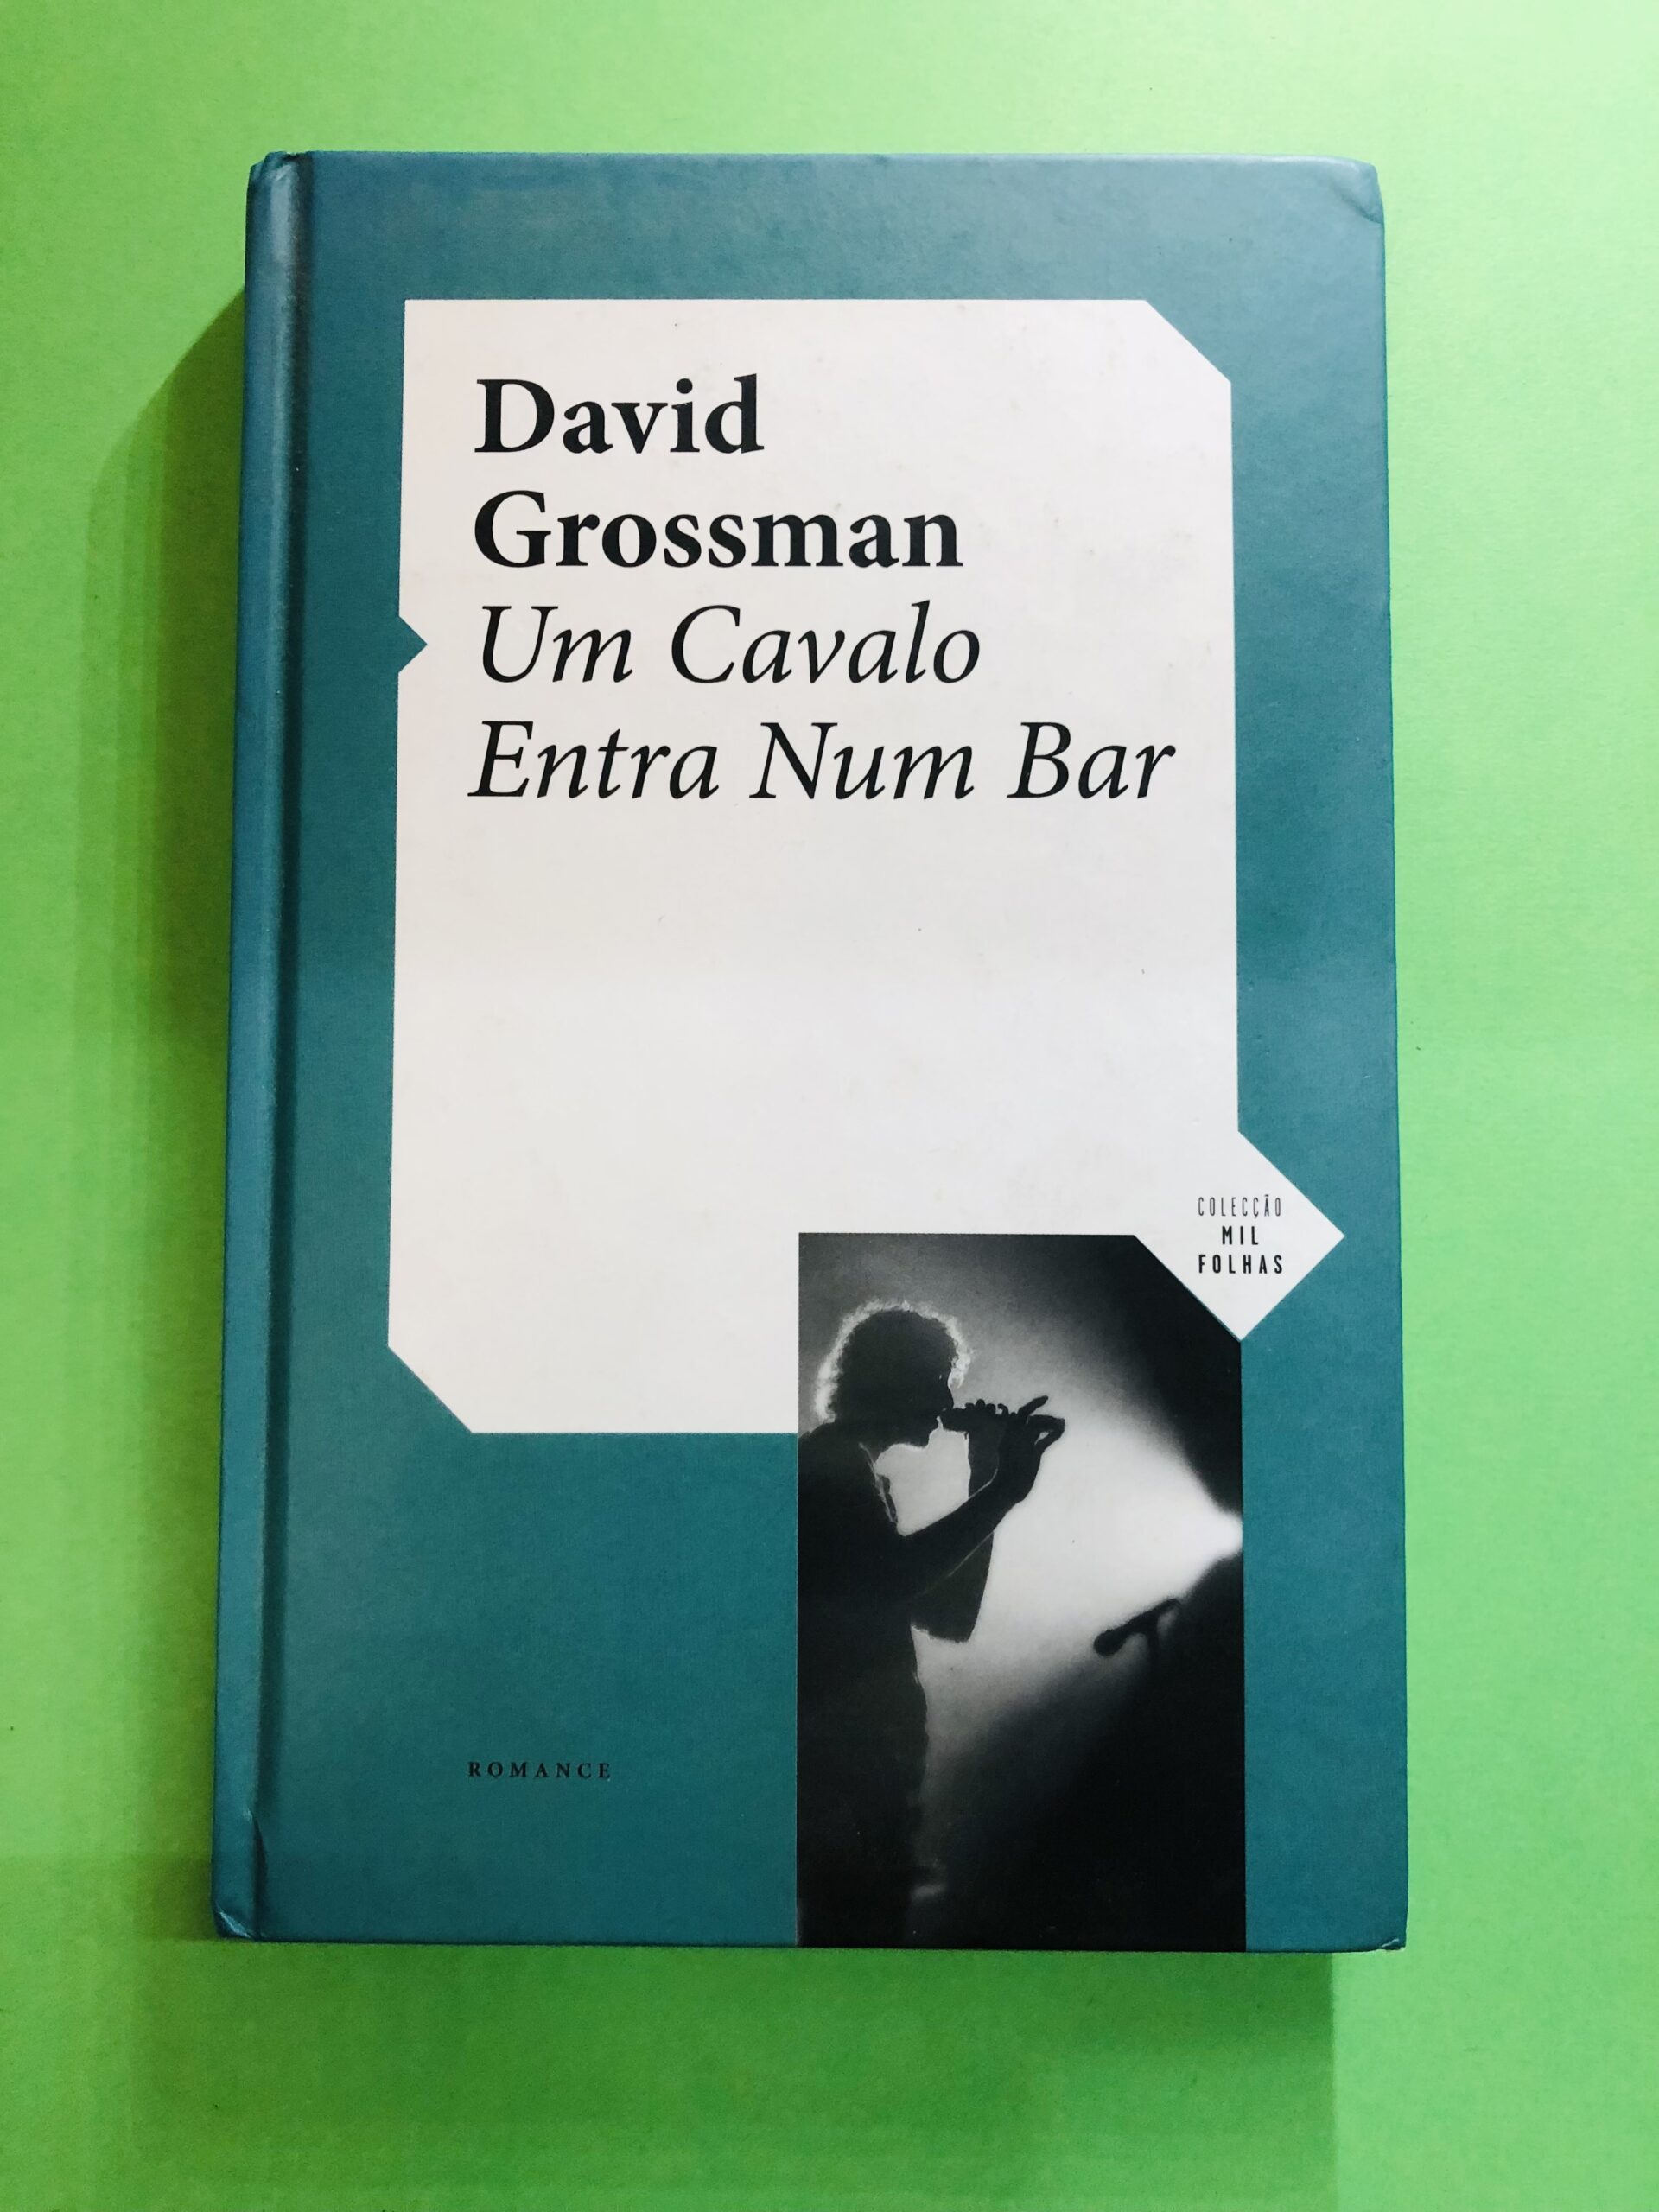 David
Grossman
Um Cavalo
Entra Num Bar
COLECÇÃO
MIL
FOLHAS
ROMANCE